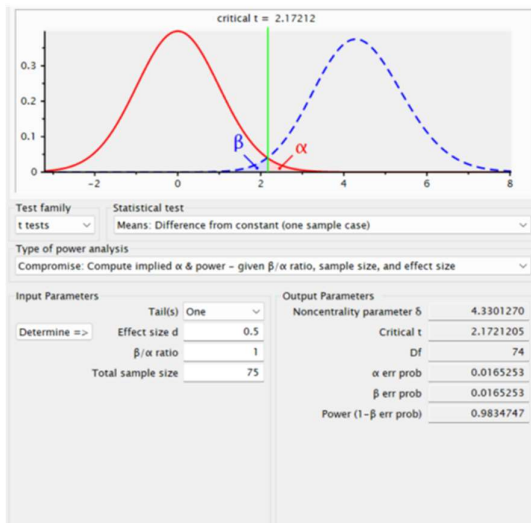 critical t = 2.17212
0.3
0.2
0.1
0
β
α
-2 0 2 4 6 8
Test family Statistical test
t tests Means: Difference from constant (one sample case)
Type of power analysis
Compromise: Compute implied α & power – given β/α ratio, sample size, and effect size
Input Parameters Output Parameters
Tail(s) One Noncentrality parameter δ 4.3301270
Determine => Effect size d 0.5 Critical t 2.1721205
β/α ratio 1 Df 74
Total sample size 75 α err prob 0.0165253
β err prob 0.0165253
Power (1-β err prob) 0.9834747